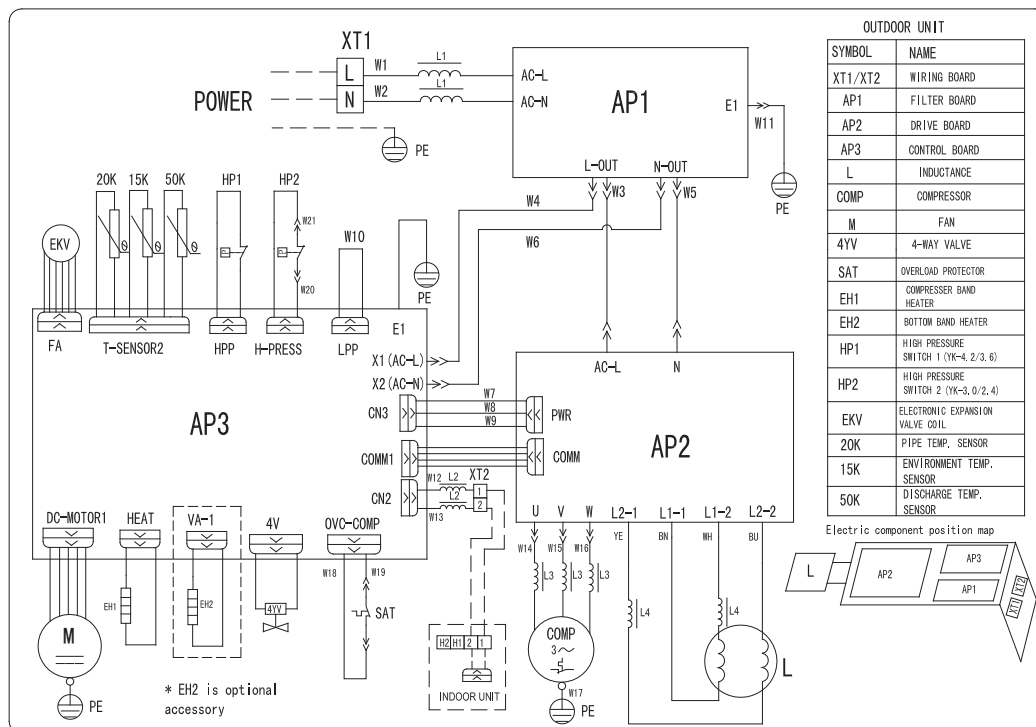 XT1
L W1 L1 AC-L
N W2 L1 AC-N
POWER
PE
AP1
E1
W11
PE
L-OUT N-OUT
W3 W5
W4
W6
20K 15K 50K HP1 HP2
θ θ θ
P P
W21
W20
W10
EKV
PE
FA T-SENSOR2 HPP H-PRESS LPP E1
X1(AC-L)
X2(AC-N)
AP3
CN3 W7 PWR
W8
W9
COMM1 COMM
CN2 W12 L2 XT2
L2 1
W13 2
AC-L N
AP2
DC-MOTOR1 HEAT VA-1 4V OVC-COMP
U V W L2-1 L1-1 L1-2 L2-2
W14 W15 W16 YE BN WH BU
W18 W19
EH1 EH2 4YV SAT
L3 L3 L3 L4 L4
M
PE
* EH2 is optional
accessory
H2 H1 2 1
INDOOR UNIT
COMP
3~
W17
PE
L
OUTDOOR UNIT
SYMBOL NAME
XT1/XT2 WIRING BOARD
AP1 FILTER BOARD
AP2 DRIVE BOARD
AP3 CONTROL BOARD
L INDUCTANCE
COMP COMPRESSOR
M FAN
4YV 4-WAY VALVE
SAT OVERLOAD PROTECTOR
EH1 COMPRESSER BAND
HEATER
EH2 BOTTOM BAND HEATER
HP1 HIGH PRESSURE
SWITCH 1 (YK-4.2/3.6)
HP2 HIGH PRESSURE
SWITCH 2 (YK-3.0/2.4)
EKV ELECTRONIC EXPANSION
VALVE COIL
20K PIPE TEMP. SENSOR
15K ENVIRONMENT TEMP.
SENSOR
50K DISCHARGE TEMP.
SENSOR
Electric component position map
L AP2 AP3
AP1
XT1 XT2